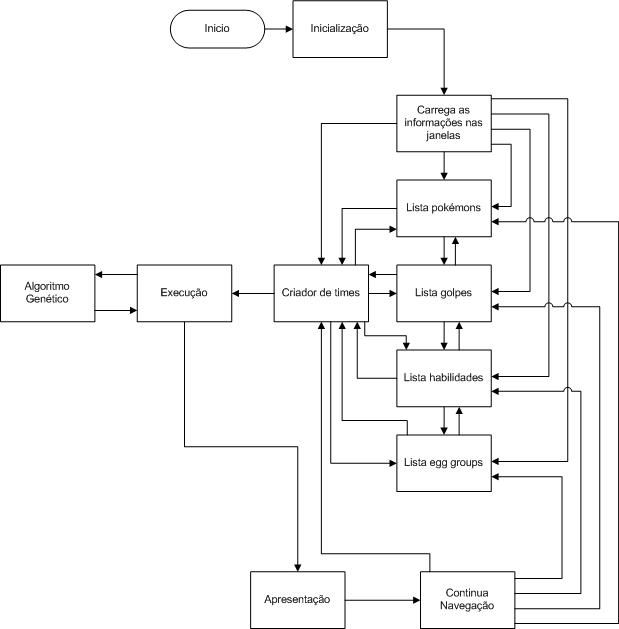 Inicio
Inicialização
Carrega as
informações nas
janelas
Lista pokémons
Algoritmo
Genético
Execução
Criador de times
Lista golpes
Lista habilidades
Lista egg groups
Apresentação
Continua
Navegação